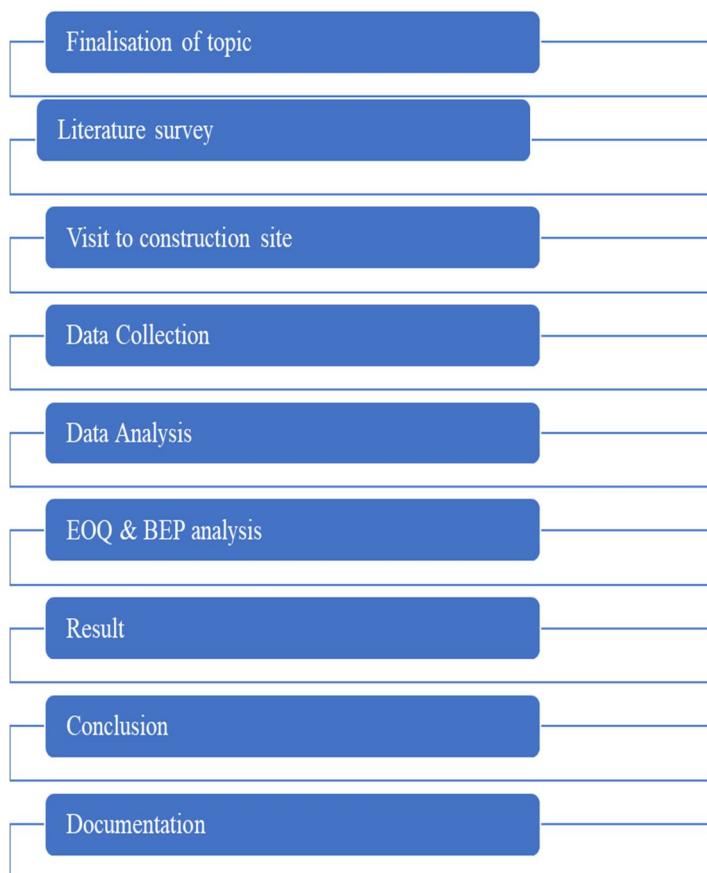 Finalisation of topic
Literature survey
Visit to construction site
Data Collection
Data Analysis
EOQ & BEP analysis
Result
Conclusion
Documentation